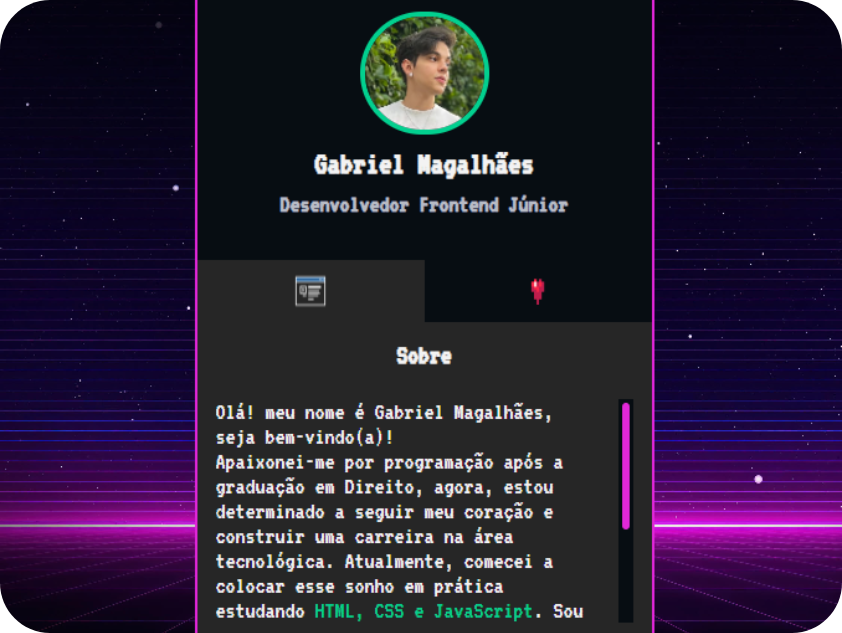 Gabriel Magalhães
Desenvolvedor Frontend Júnior
Sobre
Olá! meu nome é Gabriel Magalhães,
seja bem-vindo(a)!
Apaixonei-me por programação após a
graduação em Direito, agora, estou
determinado a seguir meu coração e
construir uma carreira na área
tecnológica. Atualmente, comecei a
colocar esse sonho em prática
estudando HTML, CSS e JavaScript. Sou